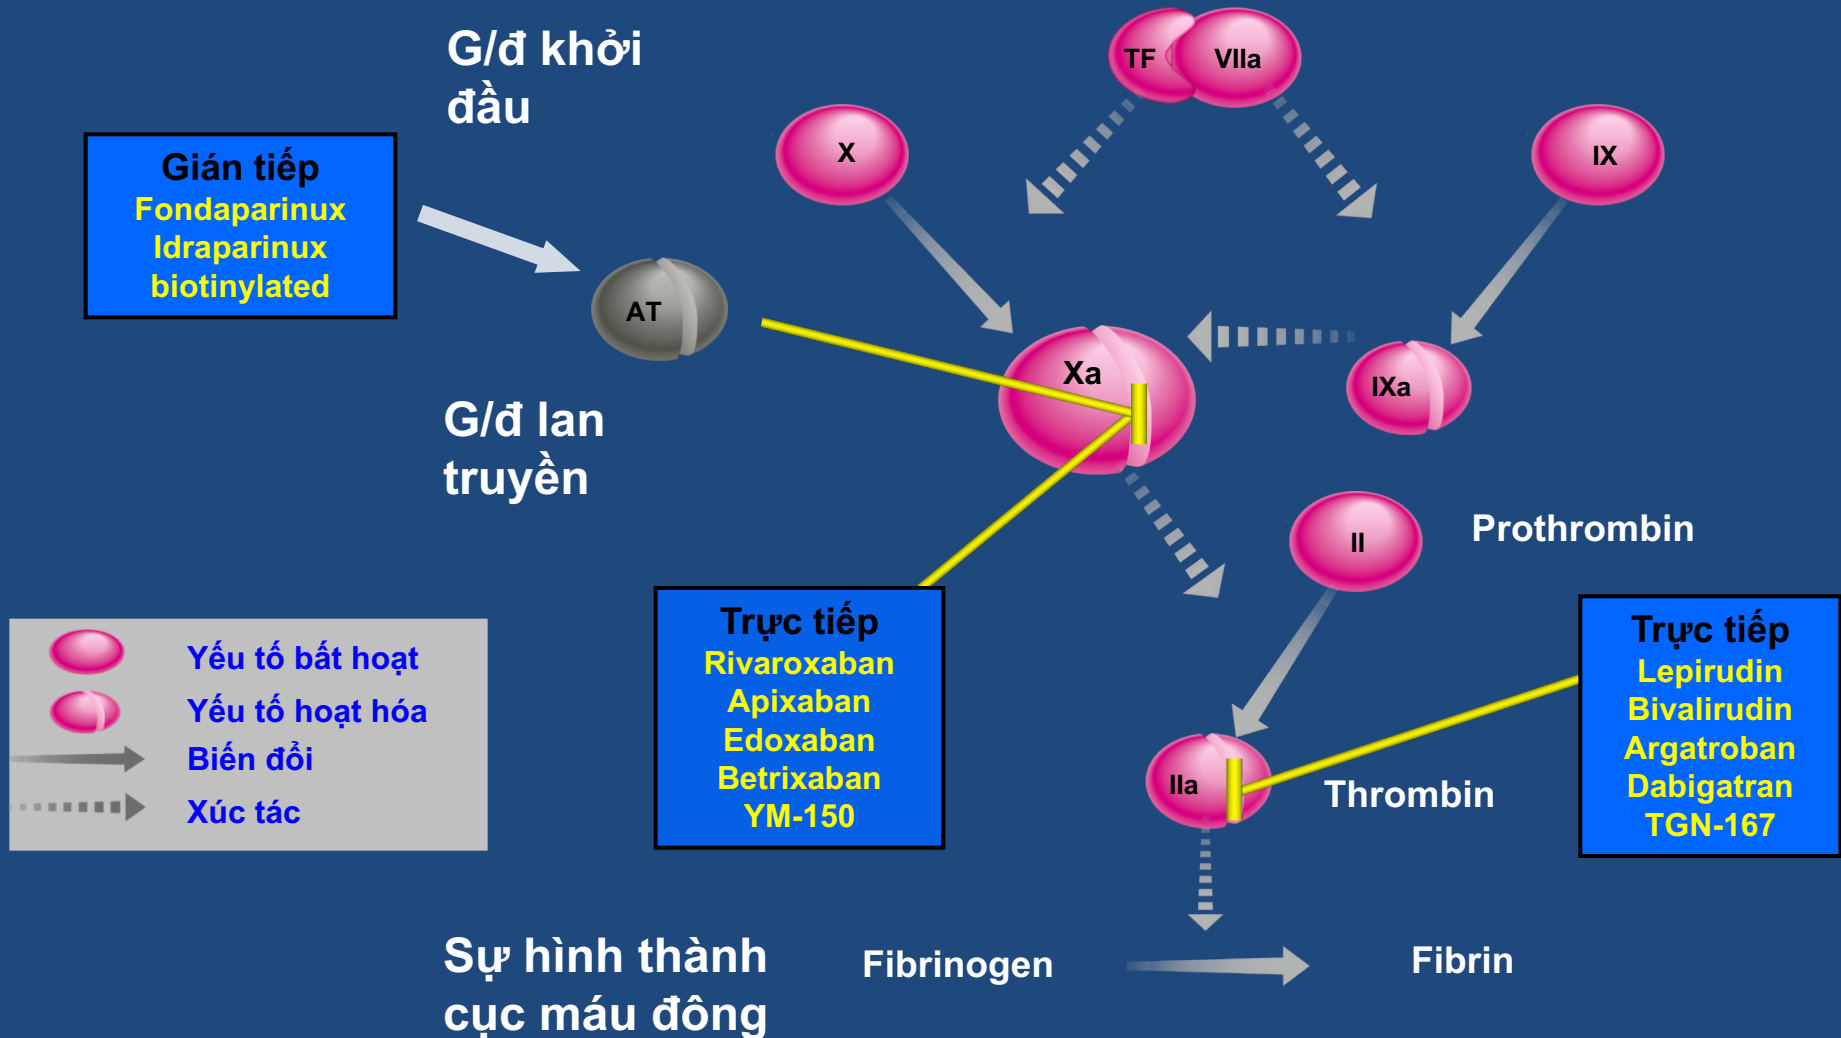 G/đ khởi
đầu
TF
VIIa
X
IX
Gián tiếp
Fondaparinux
Idraparinux
biotinylated
AT
Xa
IXa
G/đ lan
truyền
II
Prothrombin
Trực tiếp
Rivaroxaban
Apixaban
Edoxaban
Betrixaban
YM-150
Trực tiếp
Lepirudin
Bivalirudin
Argatroban
Dabigatran
TGN-167
Yếu tố bất hoạt
Yếu tố hoạt hóa
Biến đổi
Xúc tác
IIa
Thrombin
Sự hình thành
cục máu đông
Fibrinogen
Fibrin